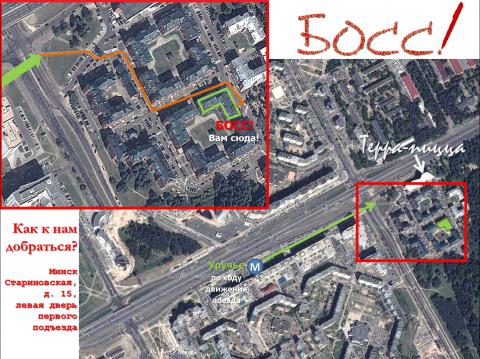 БОСС!
БОСС!
Вам сюда!
Терра-пицца
Как к нам
добраться?
Минск
Стариновская,
д. 15,
левая дверь
первого
подъезда
Уручье М
по ходу
движения
поезда